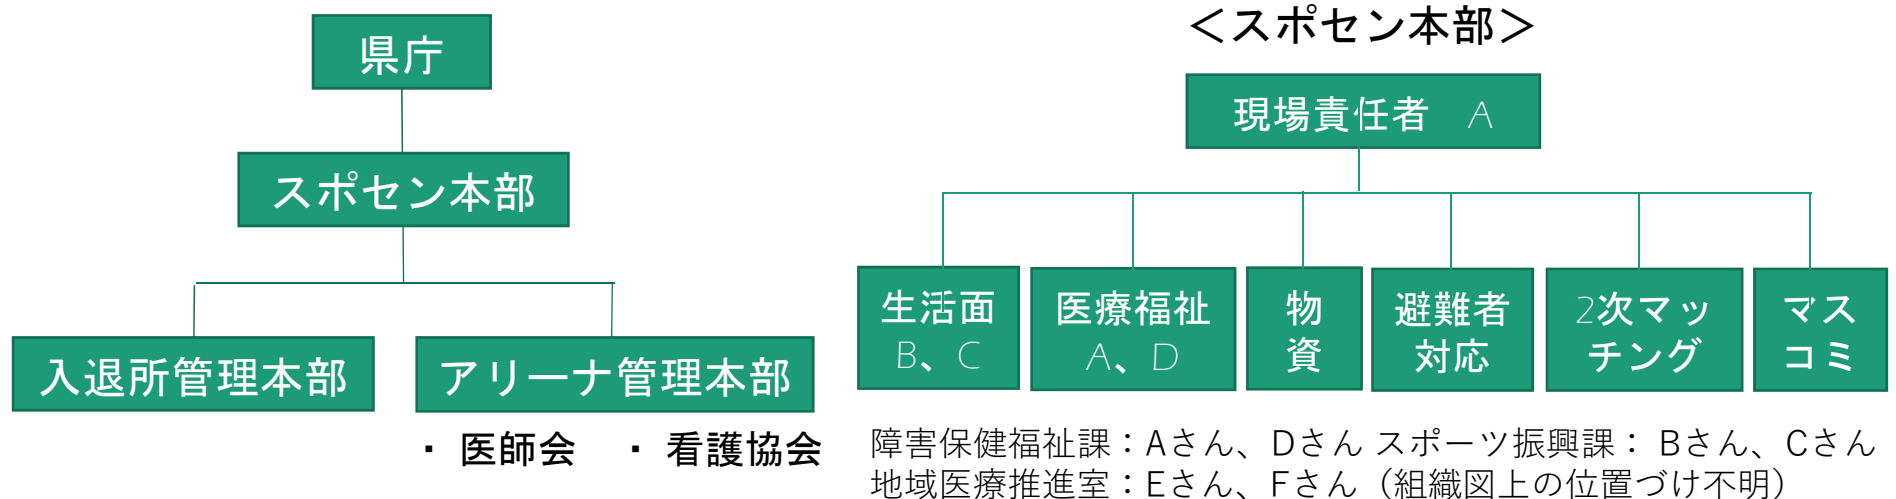 県庁
スポセン本部
入退所管理本部
アリーナ管理本部
・ 医師会　・ 看護協会
＜スポセン本部＞
現場責任者　A
生活面
B、C
医療福祉
A、D
物
資
避難者
対応
2次マッ
チング
マス
コミ
障害保健福祉課：Aさん、Dさん スポーツ振興課： Bさん、Cさん
地域医療推進室：Eさん、Fさん（組織図上の位置づけ不明）